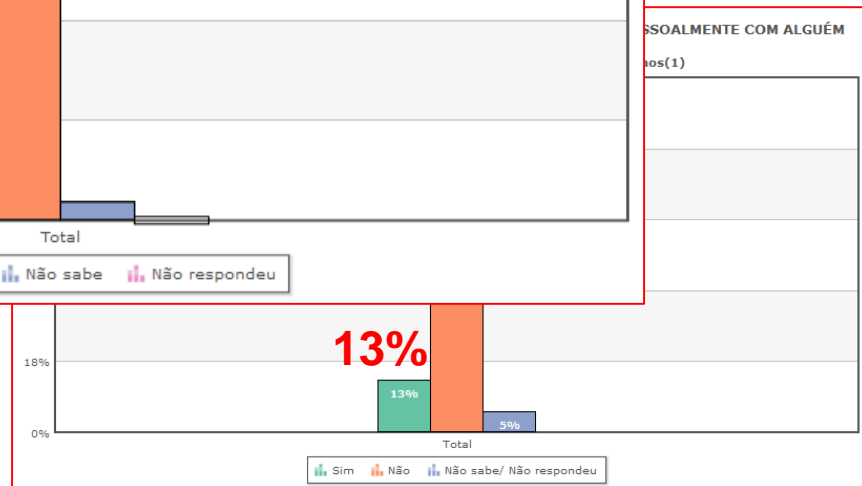 SSOALMENTE COM ALGUÉM
nos(1)
Total
Não sabe Não respondeu
13%
18%
13%
5%
0%
Total
Sim Não Não sabe/ Não respondeu